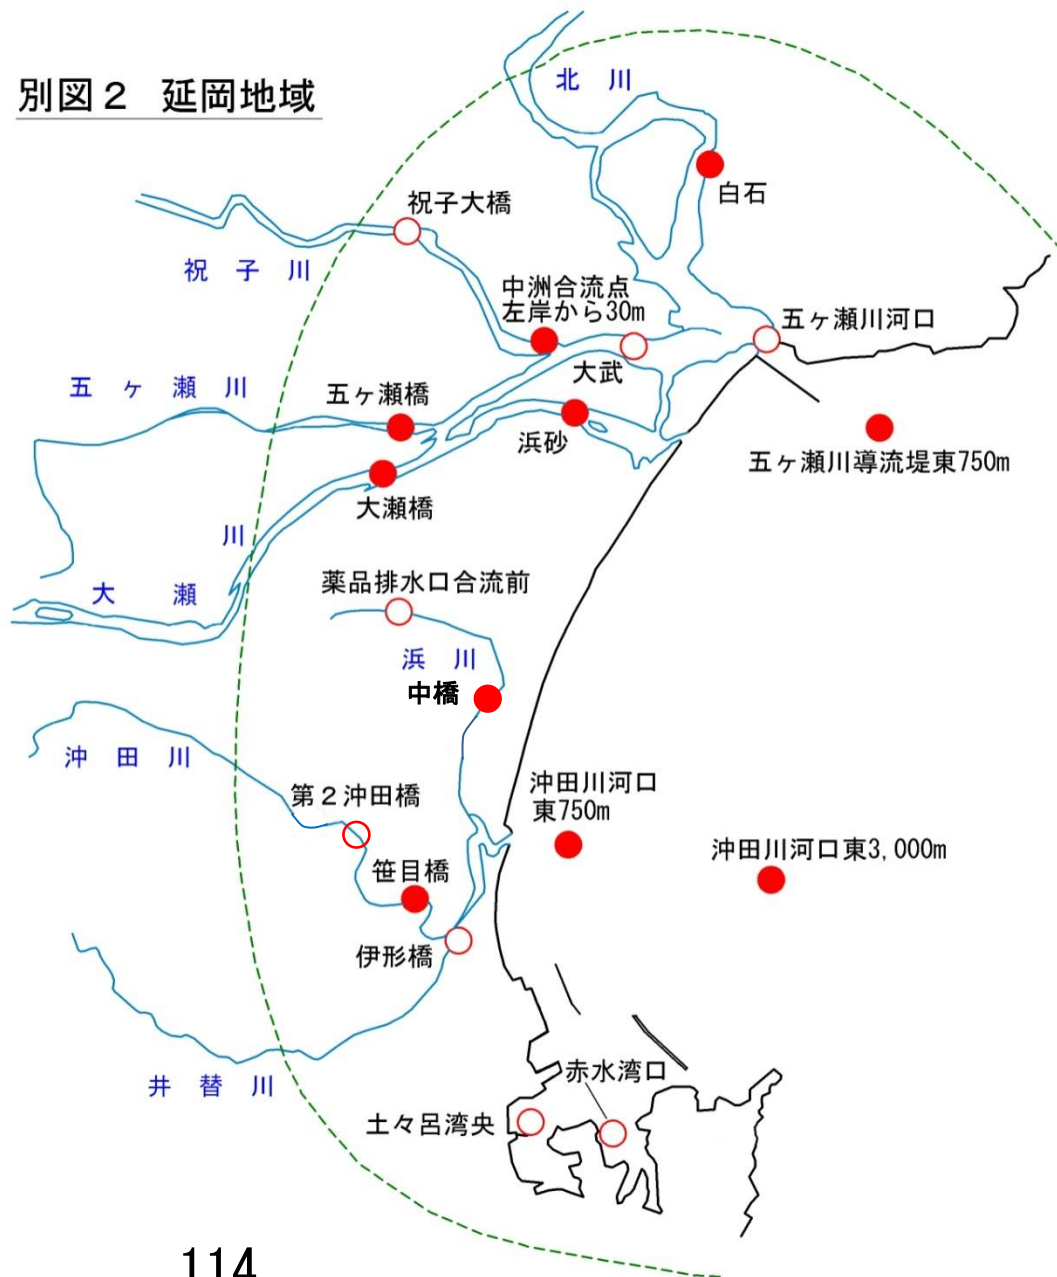 別図２ 延岡地域
北川
白石
祝子大橋
祝子川
中洲合流点
左岸から30m
五ヶ瀬川河口
大武
五ヶ瀬川
五ヶ瀬橋
浜砂
五ヶ瀬川導流堤東750m
大瀬橋
大瀬川
薬品排水口合流前
浜川
中橋
沖田川
沖田川河口
東750m
第２沖田橋
沖田川河口東3,000m
笹目橋
伊形橋
赤水湾口
井替川
土々呂湾央
114